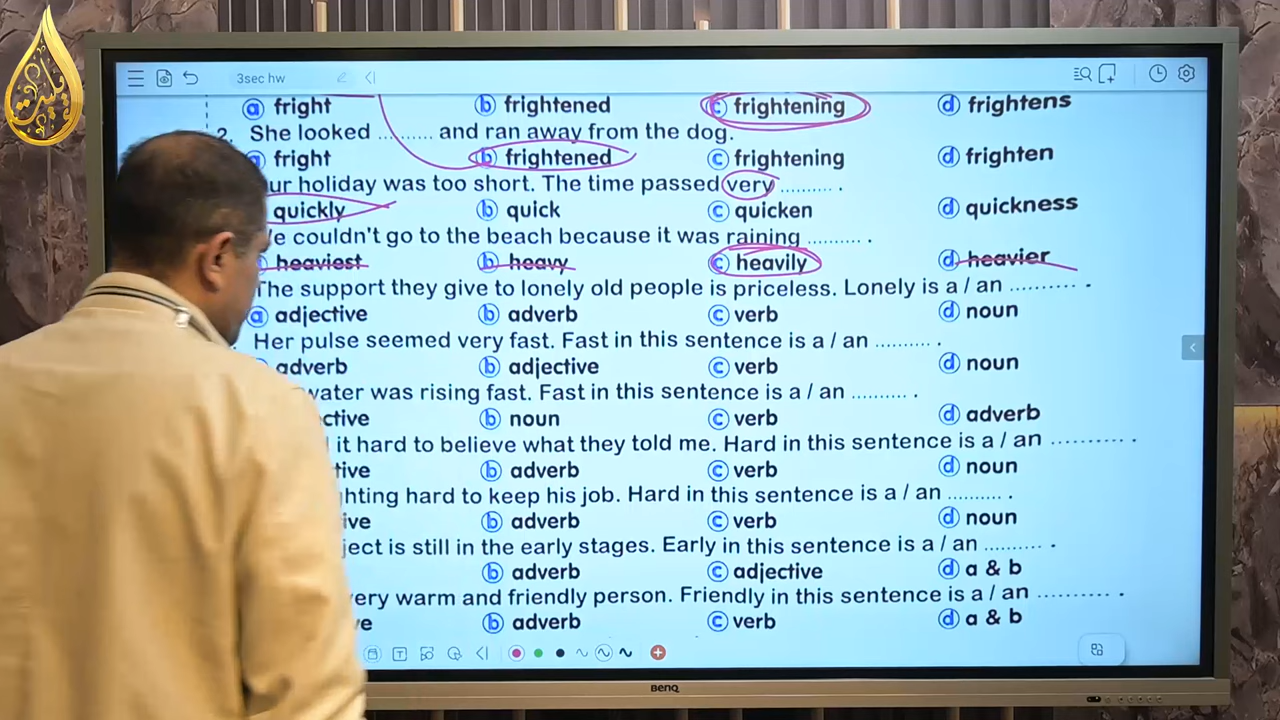 3sec hw
a fright b frightened c frightening d frightens
2. She looked ......... and ran away from the dog.
a fright b frightened c frightening d frighten
ur holiday was too short. The time passed very .......... .
quickly b quick c quicken d quickness
e couldn't go to the beach because it was raining .......... .
heaviest b heavy c heavily d heavier
The support they give to lonely old people is priceless. Lonely is a / an .......... .
a adjective b adverb c verb d noun
Her pulse seemed very fast. Fast in this sentence is a / an .......... .
adverb b adjective c verb d noun
water was rising fast. Fast in this sentence is a / an .......... .
ctive b noun c verb d adverb
it hard to believe what they told me. Hard in this sentence is a / an .......... .
tive b adverb c verb d noun
ghting hard to keep his job. Hard in this sentence is a / an .......... .
ive b adverb c verb d noun
ject is still in the early stages. Early in this sentence is a / an .......... .
b adverb c adjective d a & b
very warm and friendly person. Friendly in this sentence is a / an .......... .
e b adverb c verb d a & b
BenQ